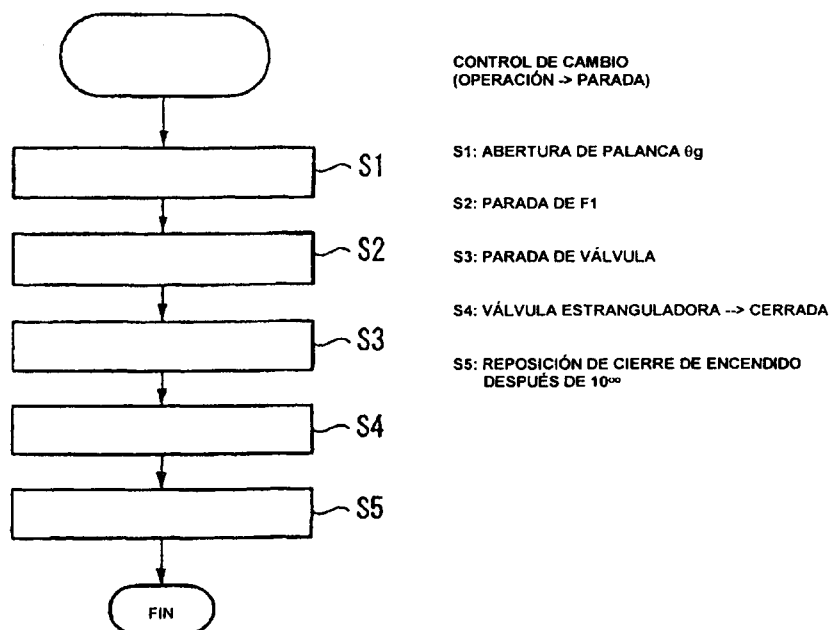 CONTROL DE CAMBIO
(OPERACIÓN -> PARADA)
S1
S1: ABERTURA DE PALANCA θg
S2
S2: PARADA DE F1
S3
S3: PARADA DE VÁLVULA
S4
S4: VÁLVULA ESTRANGULADORA --> CERRADA
S5
S5: REPOSICIÓN DE CIERRE DE ENCENDIDO
DESPUÉS DE 10∞
FIN